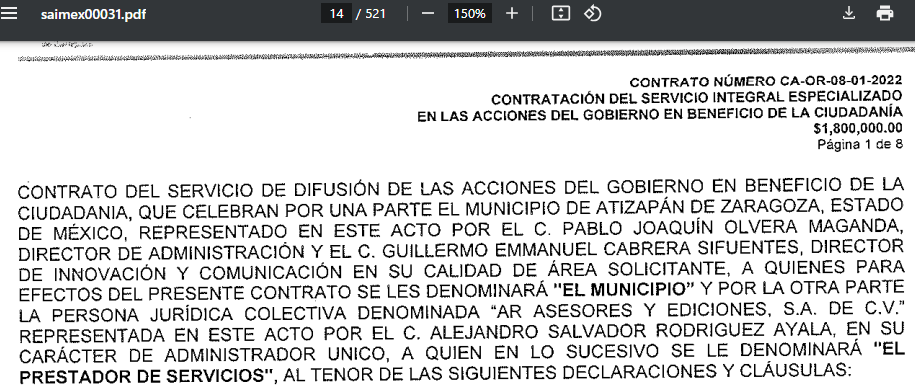 saimex00031.pdf
14 / 521
150%
CONTRATO NÚMERO CA-OR-08-01-2022
CONTRATACIÓN DEL SERVICIO INTEGRAL ESPECIALIZADO
EN LAS ACCIONES DEL GOBIERNO EN BENEFICIO DE LA CIUDADANÍA
$1,800,000.00
Página 1 de 8
CONTRATO DEL SERVICIO DE DIFUSIÓN DE LAS ACCIONES DEL GOBIERNO EN BENEFICIO DE LA
CIUDADANIA, QUE CELEBRAN POR UNA PARTE EL MUNICIPIO DE ATIZAPÁN DE ZARAGOZA, ESTADO
DE MÉXICO, REPRESENTADO EN ESTE ACTO POR EL C. PABLO JOAQUÍN OLVERA MAGANDA,
DIRECTOR DE ADMINISTRACIÓN Y EL C. GUILLERMO EMMANUEL CABRERA SIFUENTES, DIRECTOR
DE INNOVACIÓN Y COMUNICACIÓN EN SU CALIDAD DE ÁREA SOLICITANTE, A QUIENES PARA
EFECTOS DEL PRESENTE CONTRATO SE LES DENOMINARÁ "EL MUNICIPIO" Y POR LA OTRA PARTE
LA PERSONA JURÍDICA COLECTIVA DENOMINADA "AR ASESORES Y EDICIONES, S.A. DE C.V."
REPRESENTADA EN ESTE ACTO POR EL C. ALEJANDRO SALVADOR RODRIGUEZ AYALA, EN SU
CARÁCTER DE ADMINISTRADOR UNICO, A QUIEN EN LO SUCESIVO SE LE DENOMINARÁ "EL
PRESTADOR DE SERVICIOS", AL TENOR DE LAS SIGUIENTES DECLARACIONES Y CLÁUSULAS: